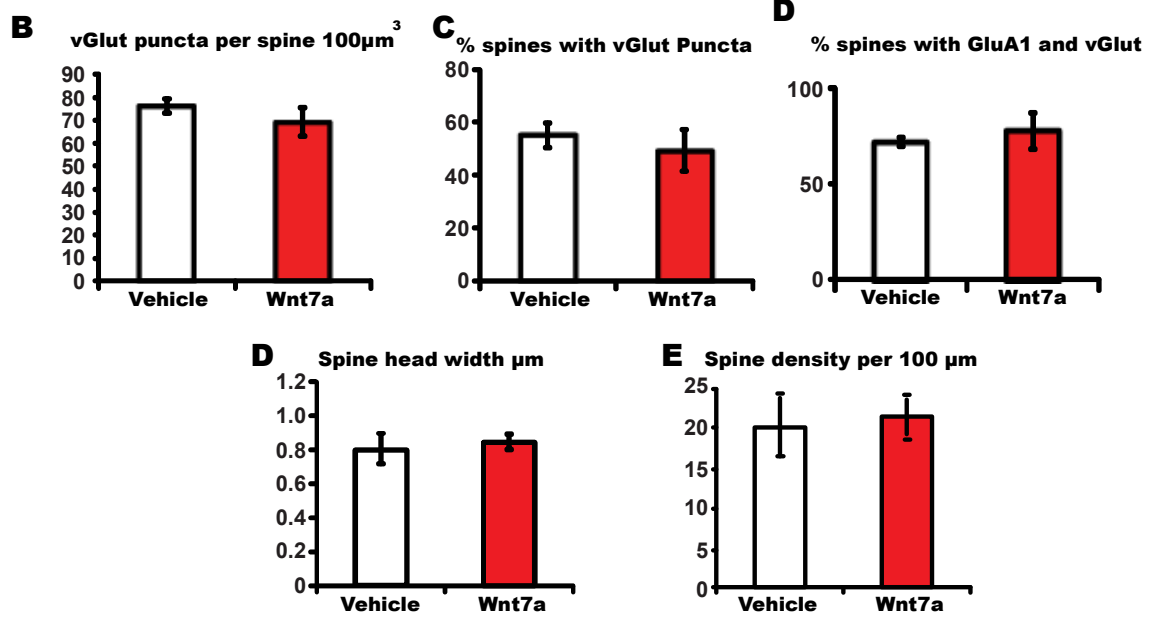 B
vGlut puncta per spine 100µm³
90
80
70
60
50
40
30
20
10
0
Vehicle Wnt7a
C
% spines with vGlut Puncta
80
60
40
20
0
Vehicle Wnt7a
D
% spines with GluA1 and vGlut
100
50
0
Vehicle Wnt7a
D
Spine head width µm
1.2
1.0
0.8
0.6
0.4
0.2
0
Vehicle Wnt7a
E
Spine density per 100 µm
25
20
15
10
5
0
Vehicle Wnt7a